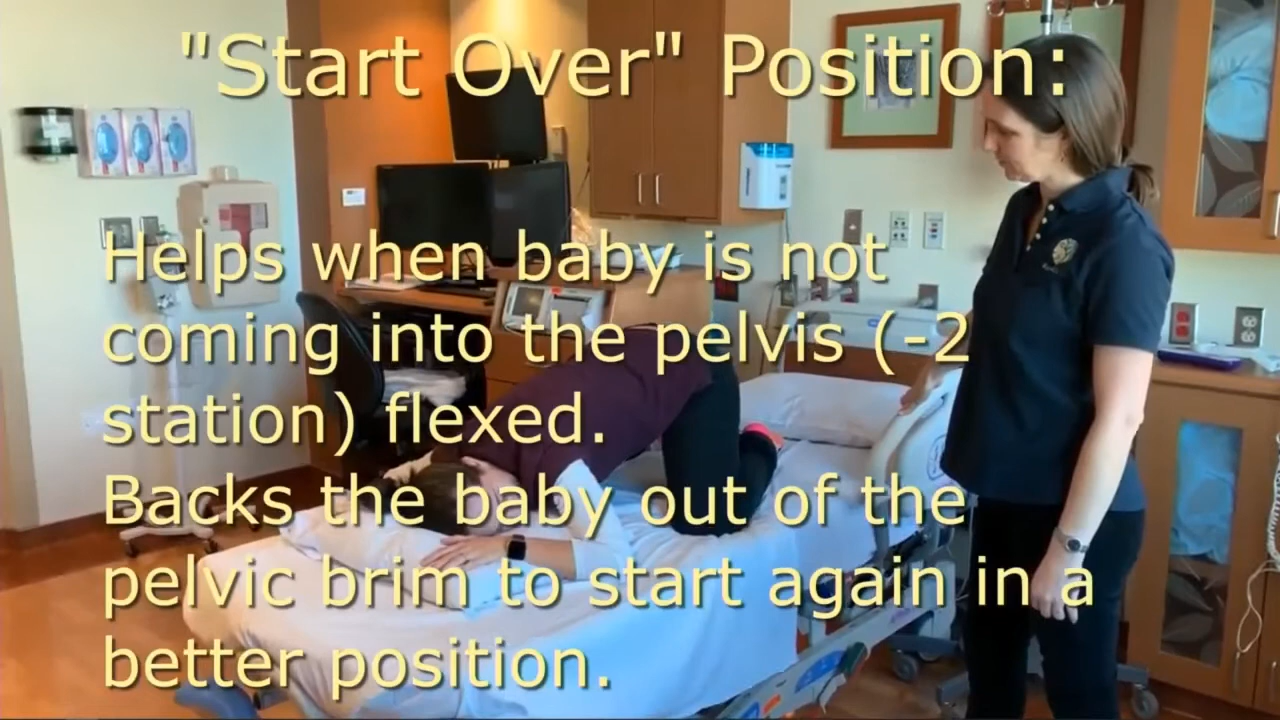 "Start Over" Position:
Helps when baby is not
coming into the pelvis (-2
station) flexed.
Backs the baby out of the
pelvic brim to start again in a
better position.